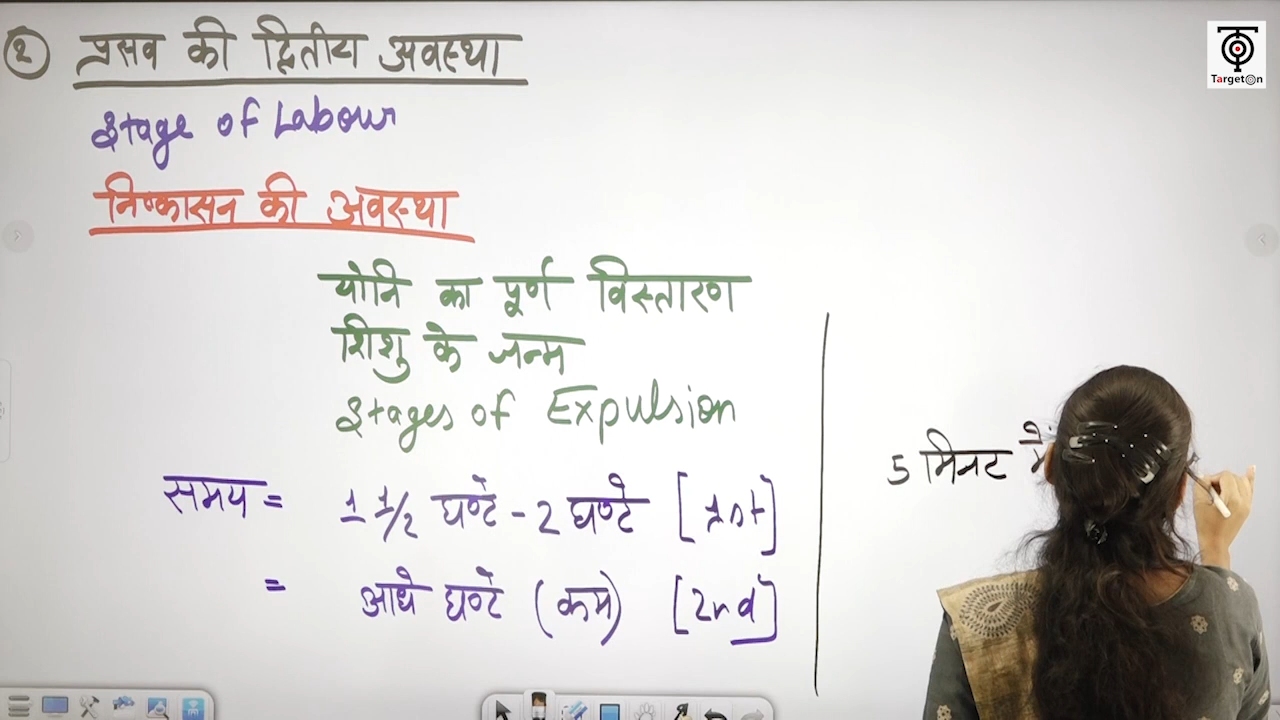 ② प्रसव की द्वितीय अवस्था
Stage of Labour
निष्कासन की अवस्था
योनि का पूर्ण विस्तारण
शिशु के जन्म
Stages of Expulsion
समय = 1 1/2 घण्टे - 2 घण्टे [1st]
= आधे घण्टे (कम) [2nd]
5 मिनट में
TargetOn